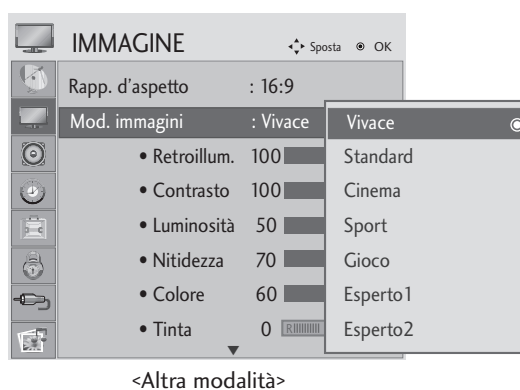 IMMAGINE Sposta OK
Rapp. d'aspetto : 16:9
Mod. immagini : Vivace
• Retroillum. 100
• Contrasto 100
• Luminosità 50
• Nitidezza 70
• Colore 60
• Tinta 0 R
Vivace
Standard
Cinema
Sport
Gioco
Esperto1
Esperto2
<Altra modalità>